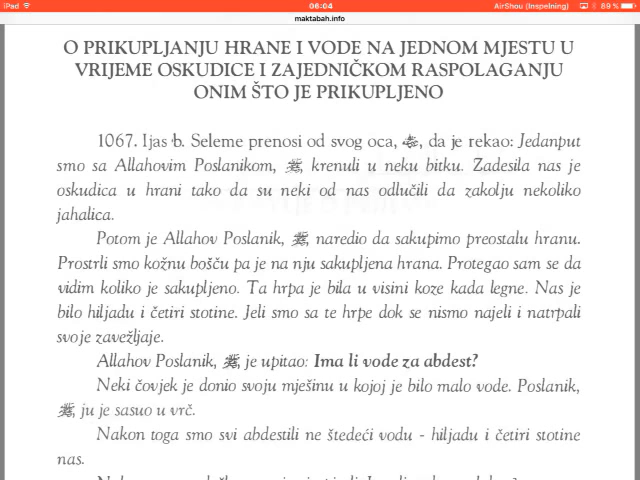 iPad
06:04
AirShou (Inspelning)
89 %
maktabah.info
O PRIKUPLJANJU HRANE I VODE NA JEDNOM MJESTU U
VRIJEME OSKUDICE I ZAJEDNIČKOM RASPOLAGANJU
ONIM ŠTO JE PRIKUPLJENO
1067. Ijas b. Seleme prenosi od svog oca, , da je rekao: Jedanput
smo sa Allahovim Poslanikom, ﷺ, krenuli u neku bitku. Zadesila nas je
oskudica u hrani tako da su neki od nas odlučili da zakolju nekoliko
jahalica.
Potom je Allahov Poslanik, ﷺ, naredio da sakupimo preostalu hranu.
Prostrli smo kožnu bošču pa je na nju sakupljena hrana. Protegao sam se da
vidim koliko je sakupljeno. Ta hrpa je bila u visini koze kada legne. Nas je
bilo hiljadu i četiri stotine. Jeli smo sa te hrpe dok se nismo najeli i natrpali
svoje zavežljaje.
Allahov Poslanik, ﷺ, je upitao: Ima li vode za abdest?
Neki čovjek je donio svoju mješinu u kojoj je bilo malo vode. Poslanik,
ﷺ, ju je sasuo u vrč.
Nakon toga smo svi abdestili ne štedeći vodu - hiljadu i četiri stotine
nas.